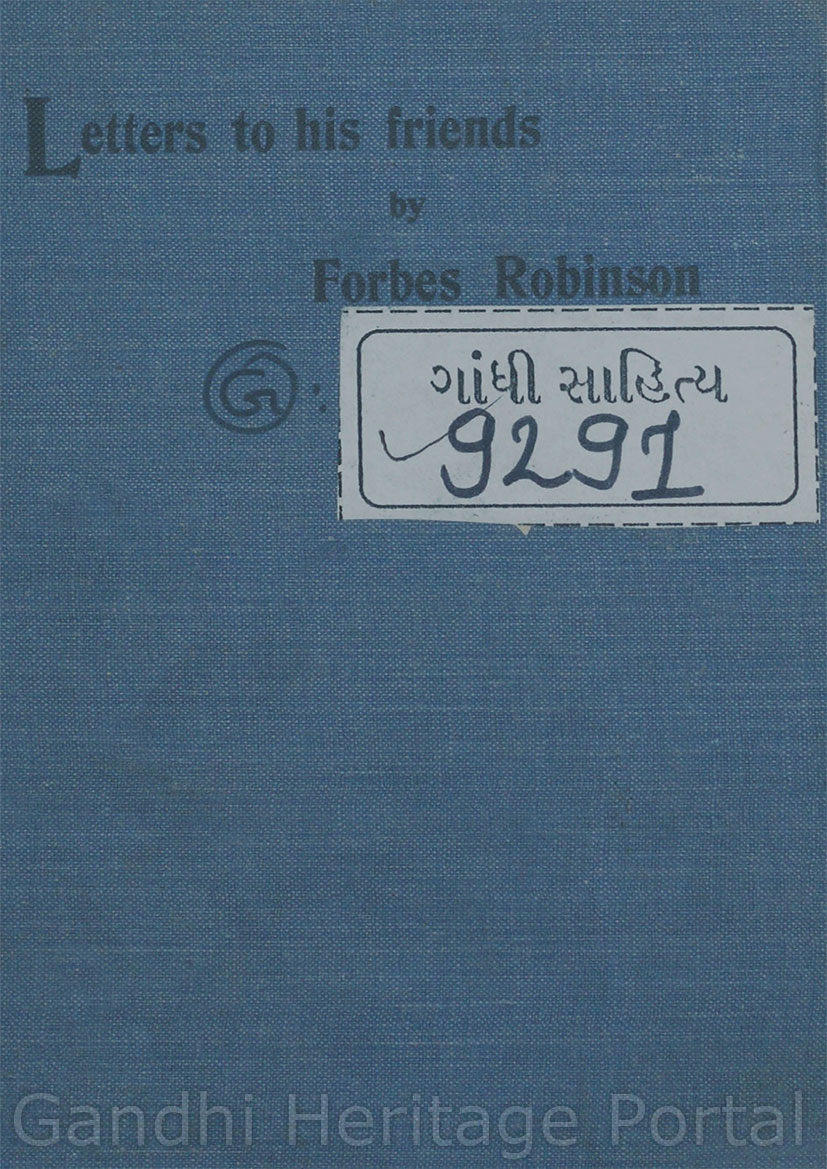 Letters to his friends
by
Forbes Robinson
ગાંધી સાહિત્ય
9291
Gandhi Heritage Portal